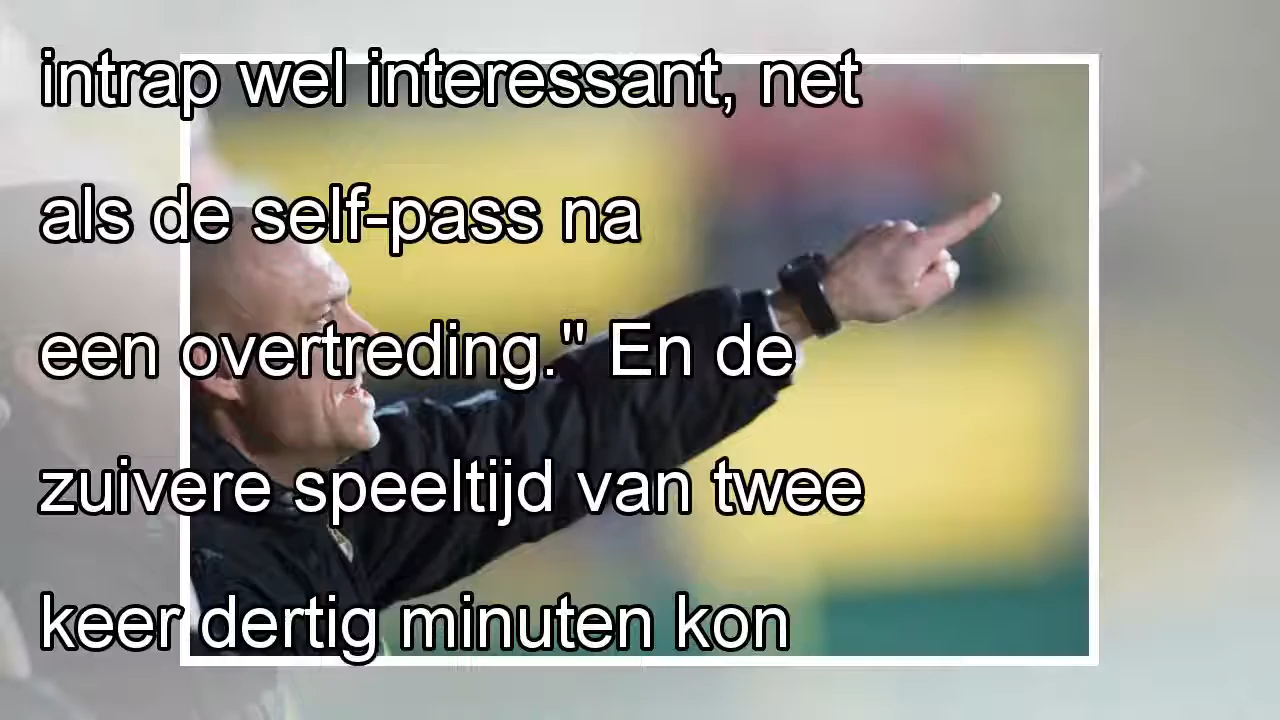 intrap wel interessant, net
als de self-pass na
een overtreding." En de
zuivere speeltijd van twee
keer dertig minuten kon